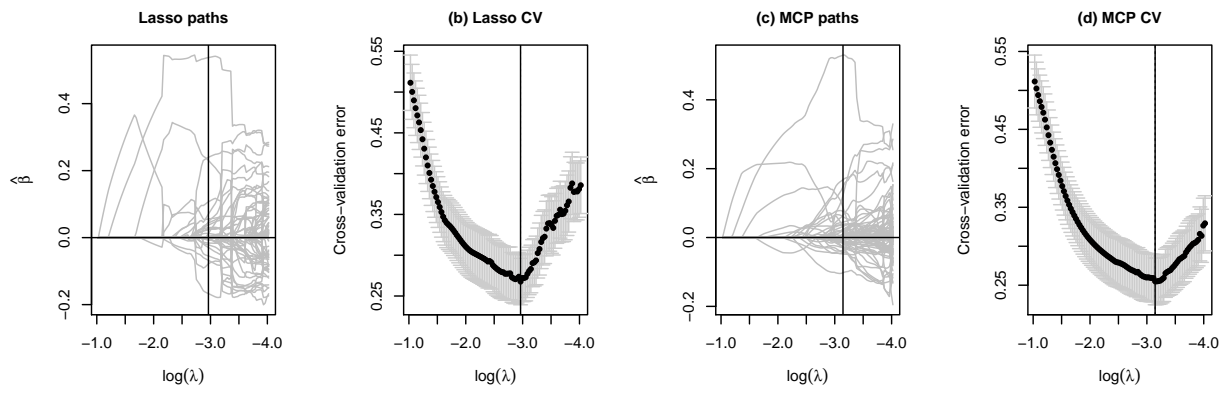 Lasso paths
(b) Lasso CV
(c) MCP paths
(d) MCP CV
β̂
−0.2
0.0
0.2
0.4
−1.0
−2.0
−3.0
−4.0
log(λ)
Cross−validation error
0.25
0.35
0.45
0.55
−1.0
−2.0
−3.0
−4.0
log(λ)
β̂
−0.2
0.0
0.2
0.4
−1.0
−2.0
−3.0
−4.0
log(λ)
Cross−validation error
0.25
0.35
0.45
0.55
−1.0
−2.0
−3.0
−4.0
log(λ)